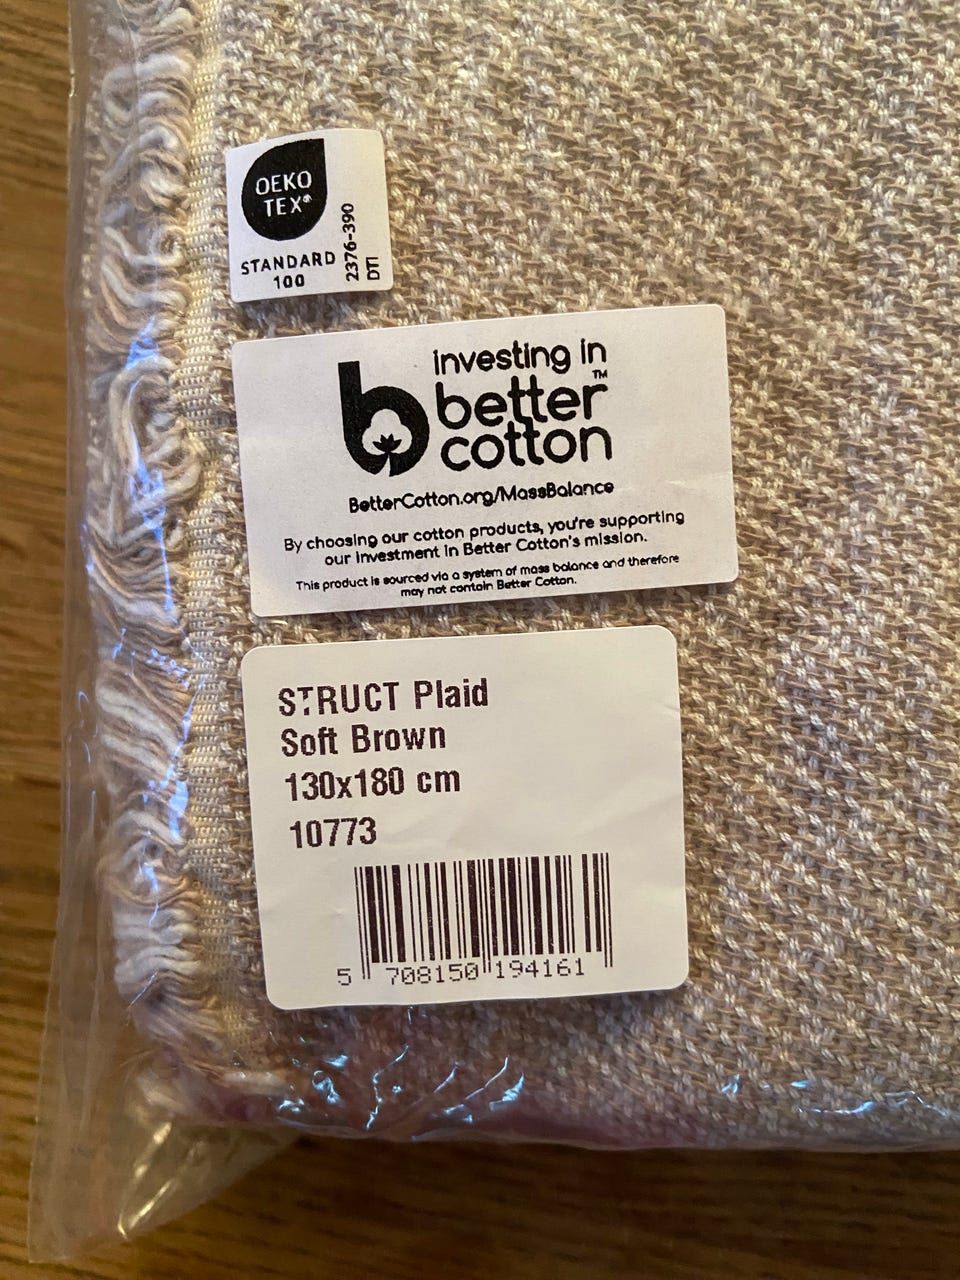 OEKO
TEX®
STANDARD
100
2376-390
DTI
investing in
better™
cotton
BetterCotton.org/MassBalance
By choosing our cotton products, you're supporting
our investment in Better Cotton's mission.
This product is sourced via a system of mass balance and therefore
may not contain Better Cotton.
STRUCT Plaid
Soft Brown
130x180 cm
10773
5 708150 194161